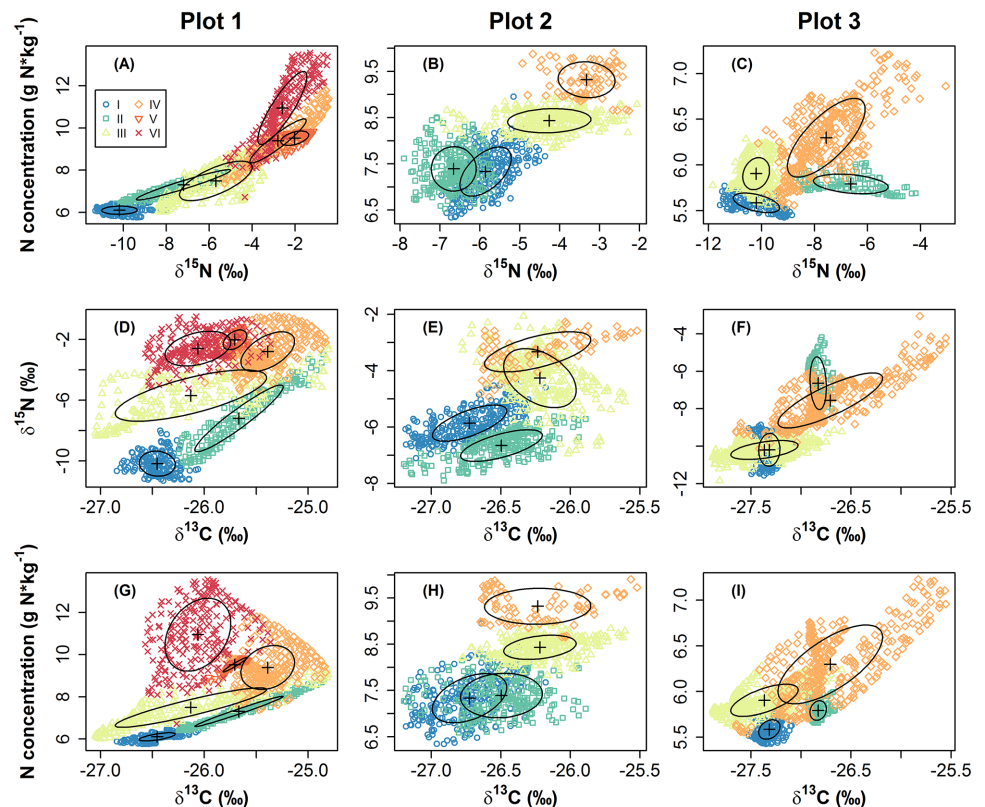 Plot 1 Plot 2 Plot 3
N concentration (g N*kg-1)
(A) (B) (C)
I IV
II V
III VI
12
10
8
6
9.5
8.5
7.5
6.5
7.0
6.5
6.0
5.5
-10 -8 -6 -4 -2
-8 -7 -6 -5 -4 -3 -2
-12 -10 -8 -6 -4
δ15N (‰) δ15N (‰) δ15N (‰)
δ15N (‰)
(D) (E) (F)
-2
-6
-10
-2
-4
-6
-8
-4
-6
-8
-12
-27.0 -26.0 -25.0
-27.0 -26.5 -26.0 -25.5
-27.5 -26.5 -25.5
δ13C (‰) δ13C (‰) δ13C (‰)
N concentration (g N*kg-1)
(G) (H) (I)
12
10
8
6
9.5
8.5
7.5
6.5
7.0
6.5
6.0
5.5
-27.0 -26.0 -25.0
-27.0 -26.5 -26.0 -25.5
-27.5 -26.5 -25.5
δ13C (‰) δ13C (‰) δ13C (‰)